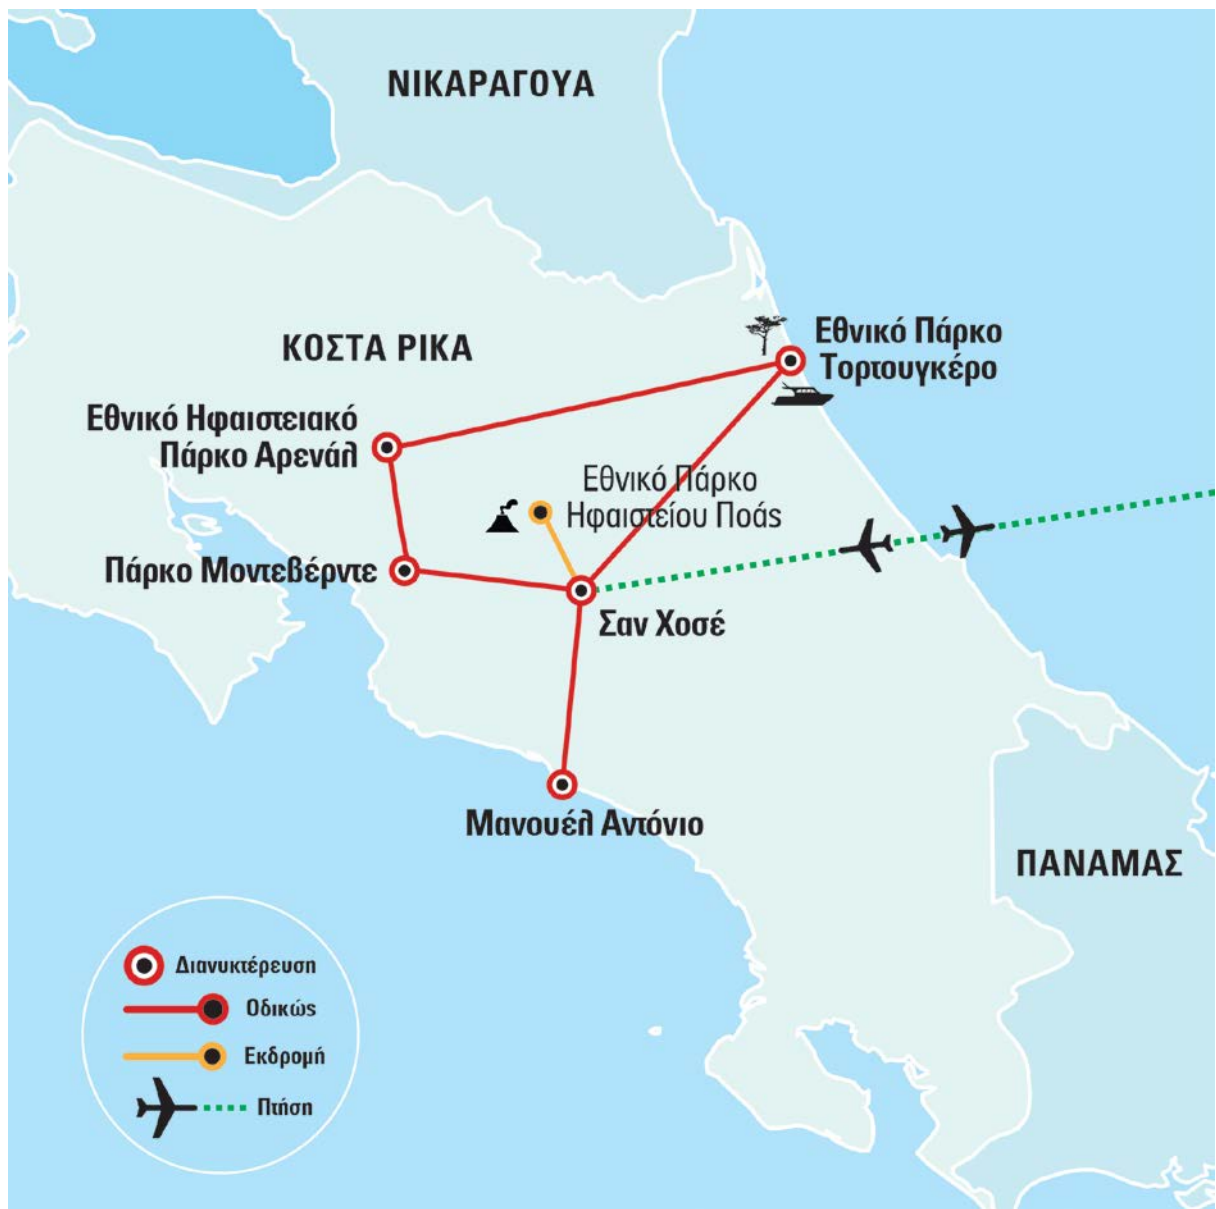 ΝΙΚΑΡΑΓΟΥΑ
ΚΟΣΤΑ ΡΙΚΑ
Εθνικό Πάρκο
Τορτουγκέρο
Εθνικό Ηφαιστειακό
Πάρκο Αρενάλ
Εθνικό Πάρκο
Ηφαιστείου Ποάς
Πάρκο Μοντεβέρντε
Σαν Χοσέ
Μανουέλ Αντόνιο
ΠΑΝΑΜΑΣ
Διανυκτέρευση
Οδικώς
Εκδρομή
Πτήση